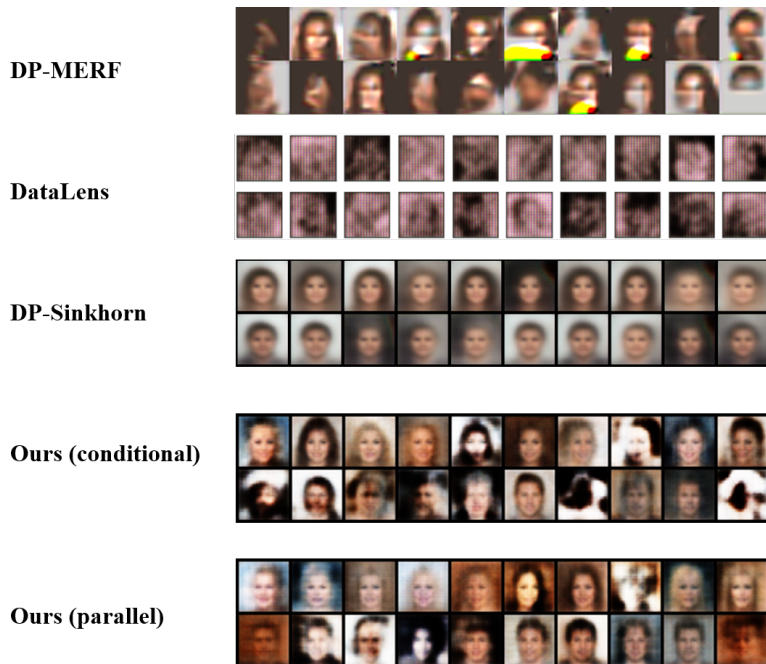 DP-MERF
DataLens
DP-Sinkhorn
Ours (conditional)
Ours (parallel)